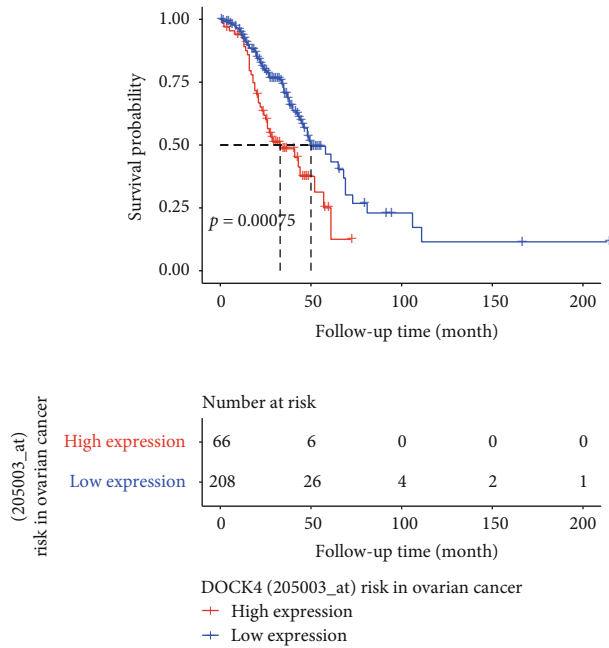 1.00
0.75
0.50
0.25
0.00
Survival probability
p = 0.00075
0 50 100 150 200
Follow-up time (month)
Number at risk
(205003_at)
risk in ovarian cancer
High expression 66 6 0 0 0
Low expression 208 26 4 2 1
0 50 100 150 200
Follow-up time (month)
DOCK4 (205003_at) risk in ovarian cancer
High expression
Low expression